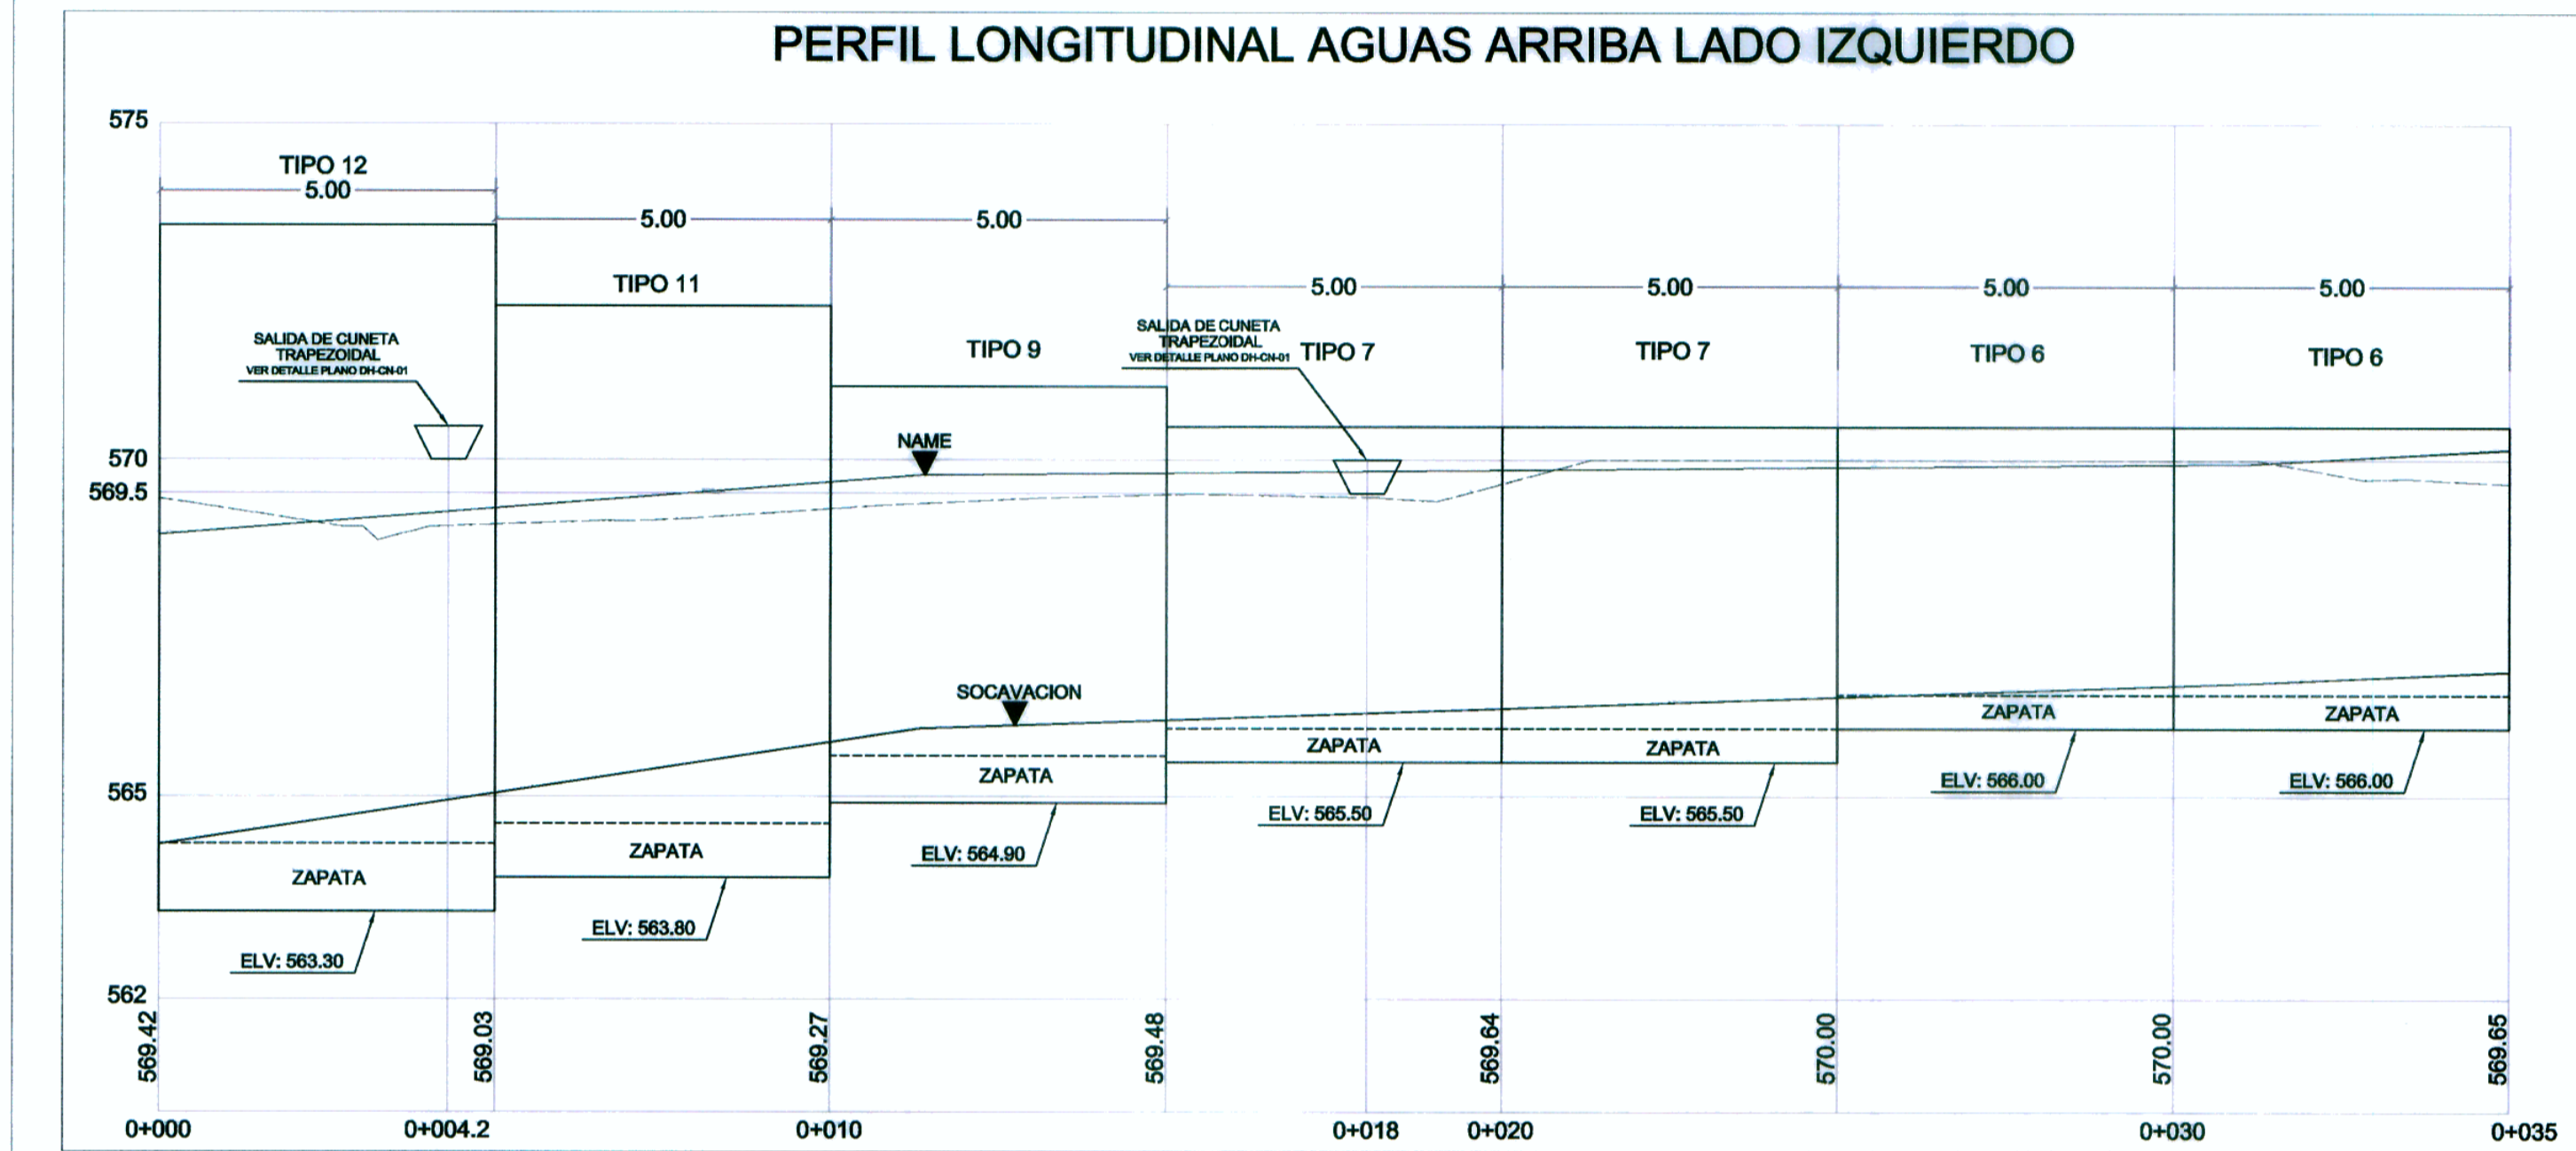 PERFIL LONGITUDINAL AGUAS ARRIBA LADO IZQUIERDO
575
TIPO 12
5.00
5.00
5.00
TIPO 11
5.00
5.00
5.00
5.00
SALIDA DE CUNETA
TRAPEZOIDAL
VER DETALLE PLANO DH-CN-01
TIPO 9
SALIDA DE CUNETA
TRAPEZOIDAL
VER DETALLE PLANO DH-CN-01
TIPO 7
TIPO 7
TIPO 6
TIPO 6
NAME
570
569.5
SOCAVACION
ZAPATA
ZAPATA
ZAPATA
ZAPATA
ZAPATA
ZAPATA
ZAPATA
565
ELV: 563.30
ELV: 563.80
ELV: 564.90
ELV: 565.50
ELV: 565.50
ELV: 566.00
ELV: 566.00
562
569.42
569.03
569.27
569.48
569.64
570.00
570.00
569.65
0+000
0+004.2
0+010
0+018
0+020
0+030
0+035